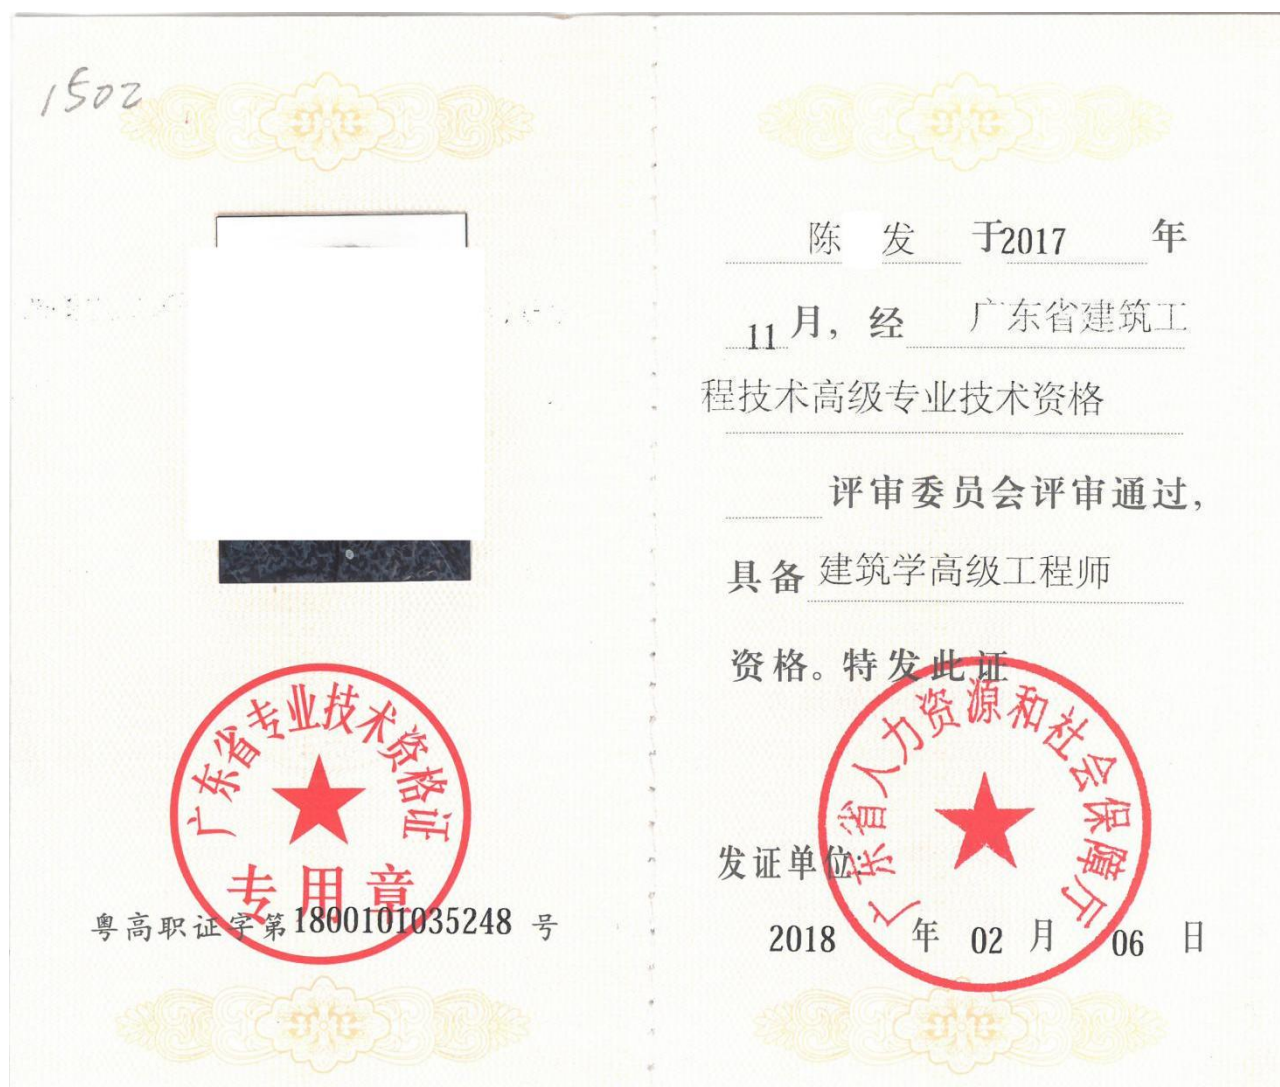 1502
广东省专业技术资格证
专用章
粤高职证字第1800101035248 号
陈 发 于2017 年
11月，经 广东省建筑工
程技术高级专业技术资格
评审委员会评审通过，
具备 建筑学高级工程师
资格。特发此证
广东省人力资源和社会保障厅
发证单位：
2018 年 02 月 06 日